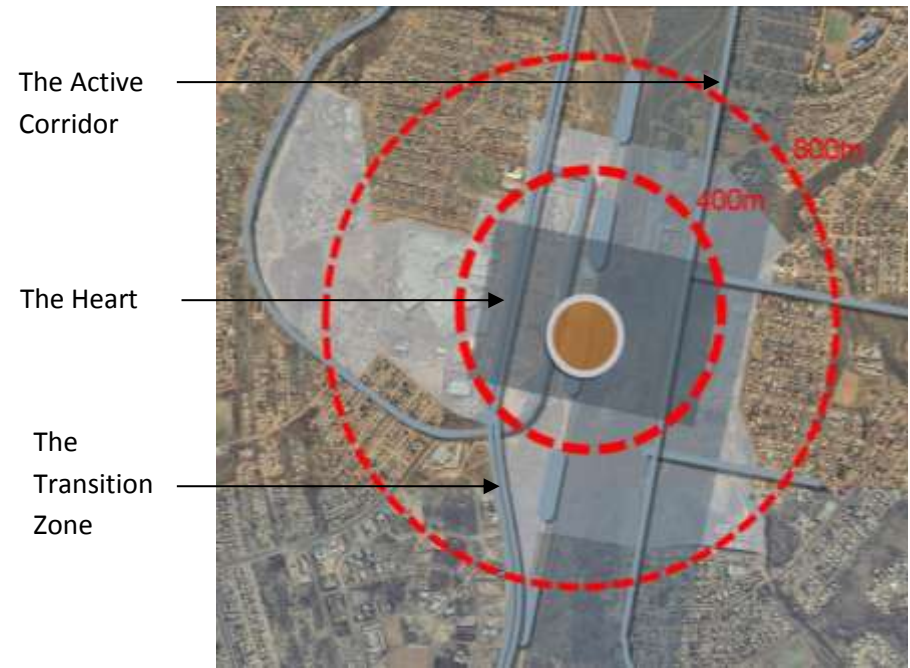 The Active
Corridor
800m
400m
The Heart
The
Transition
Zone